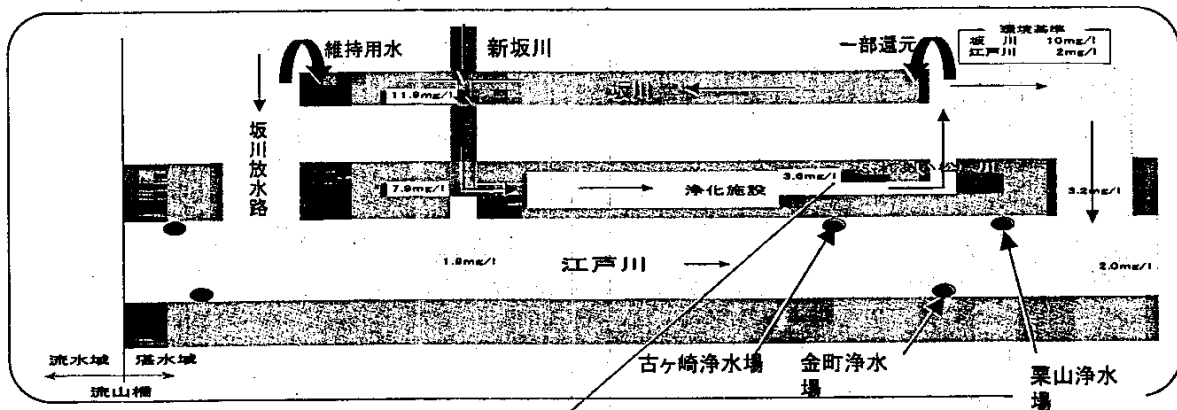 維持用水
新坂川
一部還元
環境基準
坂川 10mg/l
江戸川 2mg/l
11.9mg/l
坂川
坂川放水路
7.9mg/l
浄化施設
3.6mg/l
3.2mg/l
1.9mg/l
江戸川
2.0mg/l
流水域
湛水域
流山橋
古ヶ崎浄水場
金町浄水
場
栗山浄水
場